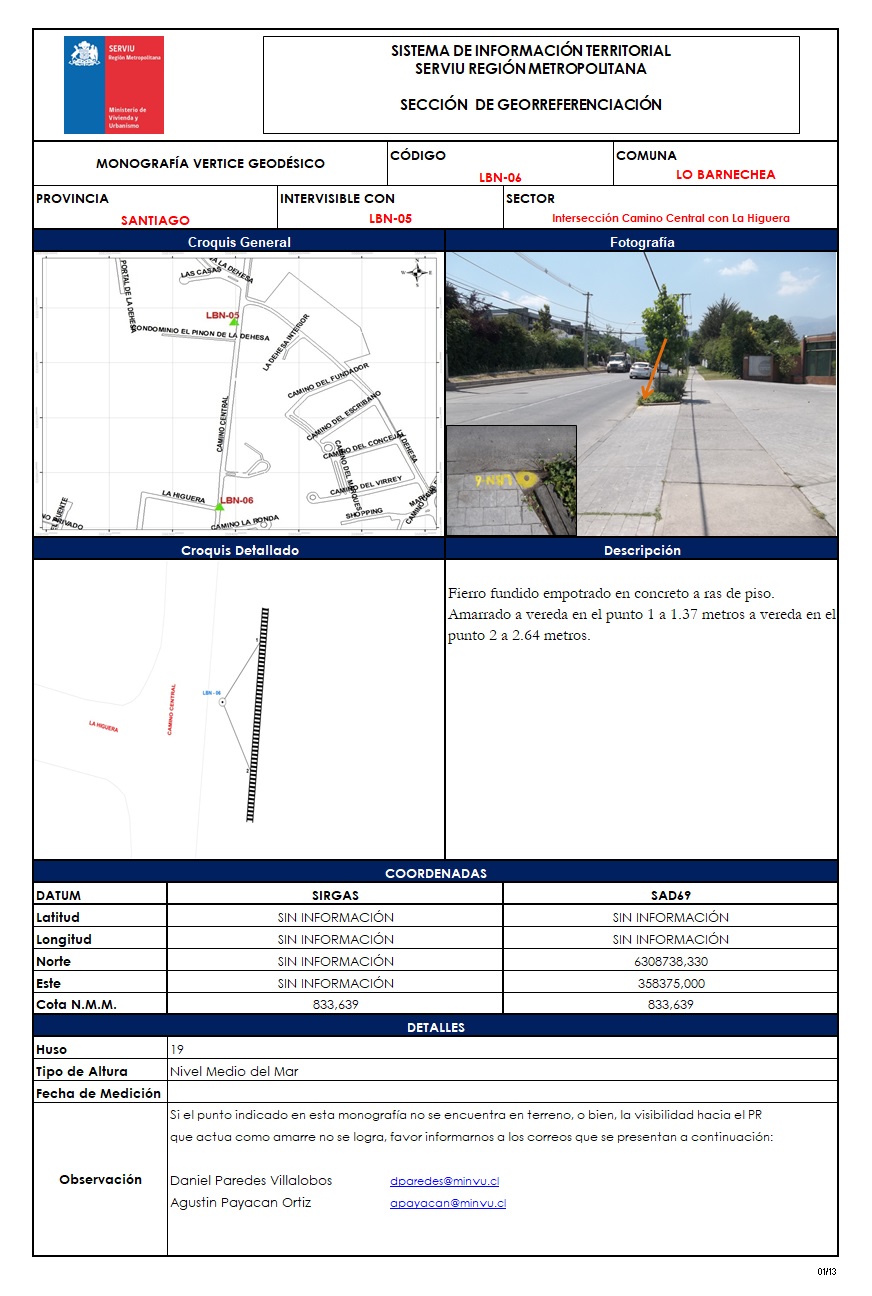 SERVIU
Región Metropolitana
Ministerio de
Vivienda y
Urbanismo
SISTEMA DE INFORMACIÓN TERRITORIAL
SERVIU REGIÓN METROPOLITANA
SECCIÓN DE GEORREFERENCIACIÓN
MONOGRAFÍA VERTICE GEODÉSICO
CÓDIGO
LBN-06
COMUNA
LO BARNECHEA
PROVINCIA
SANTIAGO
INTERVISIBLE CON
LBN-05
SECTOR
Intersección Camino Central con La Higuera
Croquis General
Fotografía
PORTAL DE LA DEHESA
LAS CASAS
LA DEHESA
LBN-05
CONDOMINIO EL PINON DE LA DEHESA
LA DEHESA INTERIOR
CAMINO DEL FUNDADOR
CAMINO CENTRAL
CAMINO DEL ESCRIBANO
CAMINO DEL CONCEJAL
LA DEHESA
CAMINO DEL VIRREY
LA HIGUERA
LBN-06
CAMINO LA RONDA
SHOPPING
LBN-6
Croquis Detallado
Descripción
Fierro fundido empotrado en concreto a ras de piso.
Amarrado a vereda en el punto 1 a 1.37 metros a vereda en el
punto 2 a 2.64 metros.
1
LBN - 06
CAMINO CENTRAL
LA HIGUERA
2
COORDENADAS
DATUM SIRGAS SAD69
Latitud SIN INFORMACIÓN SIN INFORMACIÓN
Longitud SIN INFORMACIÓN SIN INFORMACIÓN
Norte SIN INFORMACIÓN 6308738,330
Este SIN INFORMACIÓN 358375,000
Cota N.M.M. 833,639 833,639
DETALLES
Huso 19
Tipo de Altura Nivel Medio del Mar
Fecha de Medición
Observación
Si el punto indicado en esta monografía no se encuentra en terreno, o bien, la visibilidad hacia el PR
que actua como amarre no se logra, favor informarnos a los correos que se presentan a continuación:
Daniel Paredes Villalobos dparedes@minvu.cl
Agustin Payacan Ortiz apayacan@minvu.cl
01/13